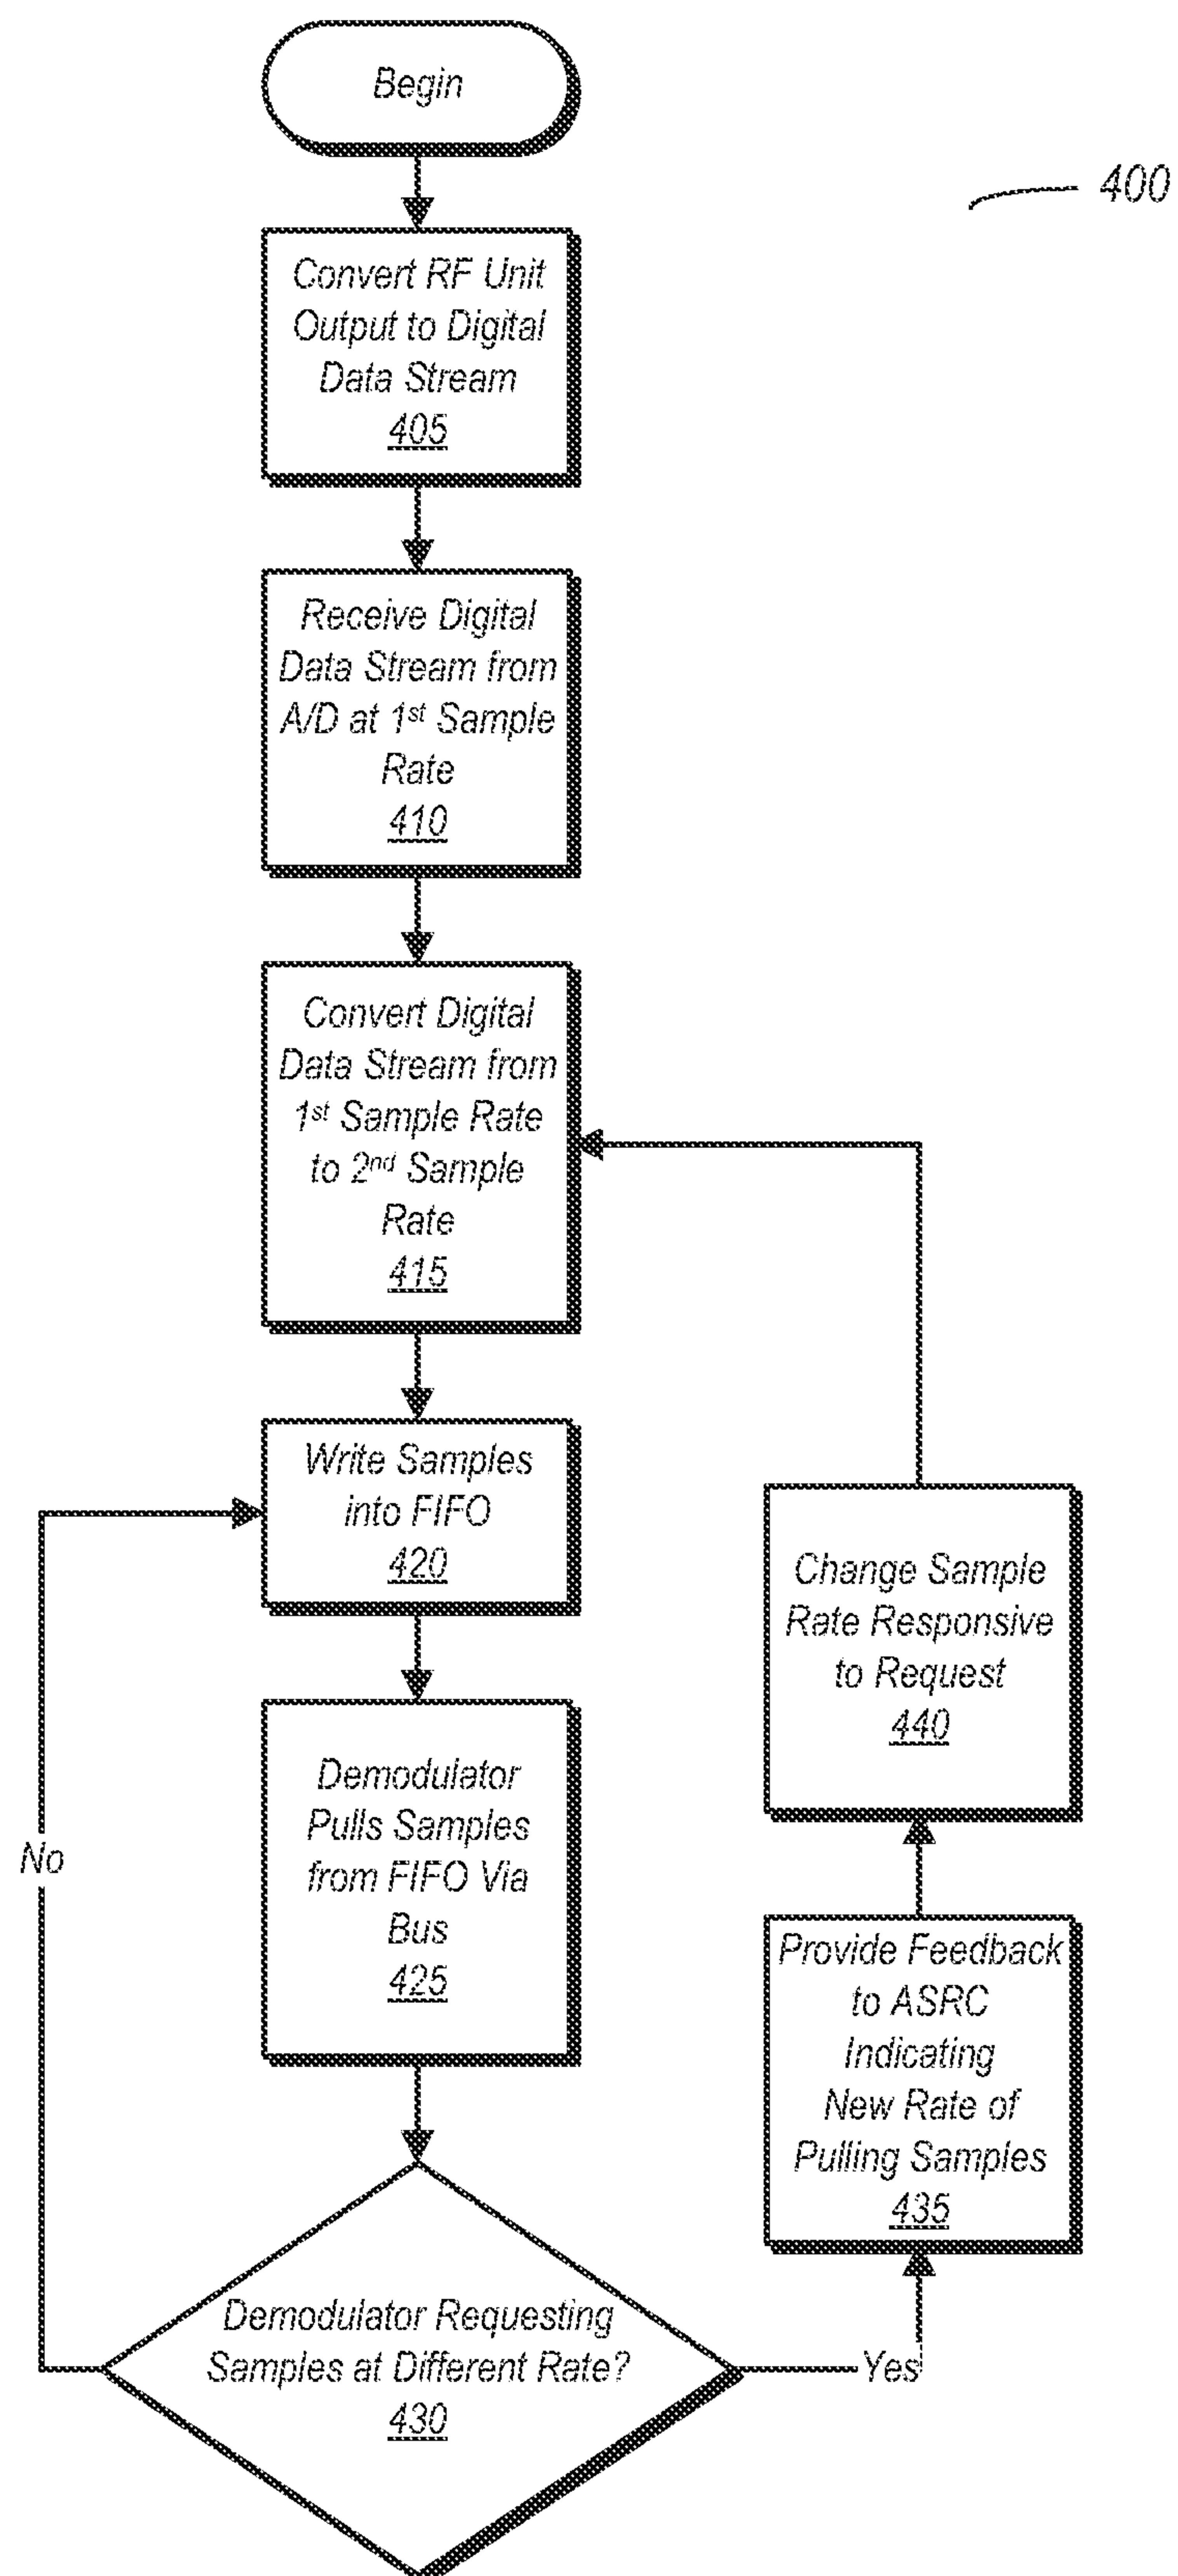 Begin
400
Convert RF Unit
Output to Digital
Data Stream
405
Receive Digital
Data Stream from
A/D at 1st Sample
Rate
410
Convert Digital
Data Stream from
1st Sample Rate
to 2nd Sample
Rate
415
Write Samples
into FIFO
420
Demodulator
Pulls Samples
from FIFO Via
Bus
425
No
Demodulator Requesting
Samples at Different Rate?
430
Yes
Provide Feedback
to ASRC
Indicating
New Rate of
Pulling Samples
435
Change Sample
Rate Responsive
to Request
440